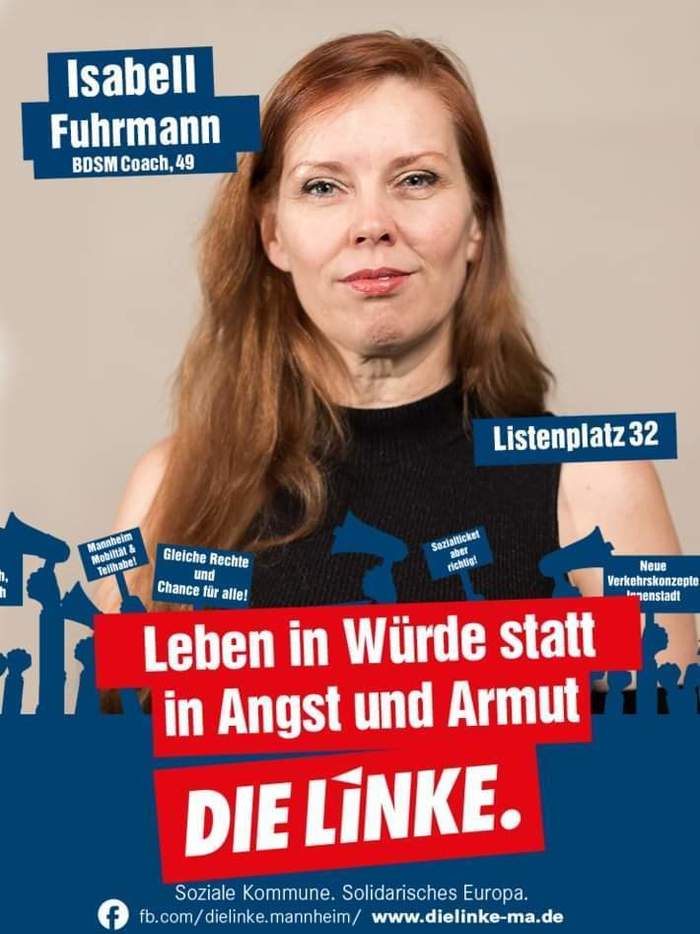 Isabell
Fuhrmann
BDSM Coach, 49
Listenplatz 32
Mannheim
Mobilität &
Teilhabe!
Gleiche Rechte
und
Chance für alle!
Sozialticket
aber
richtig!
Neue
Verkehrskonzepte
Innenstadt
Leben in Würde statt
in Angst und Armut
DIE LINKE.
Soziale Kommune. Solidarisches Europa.
fb.com/dielinke.mannheim/ www.dielinke-ma.de